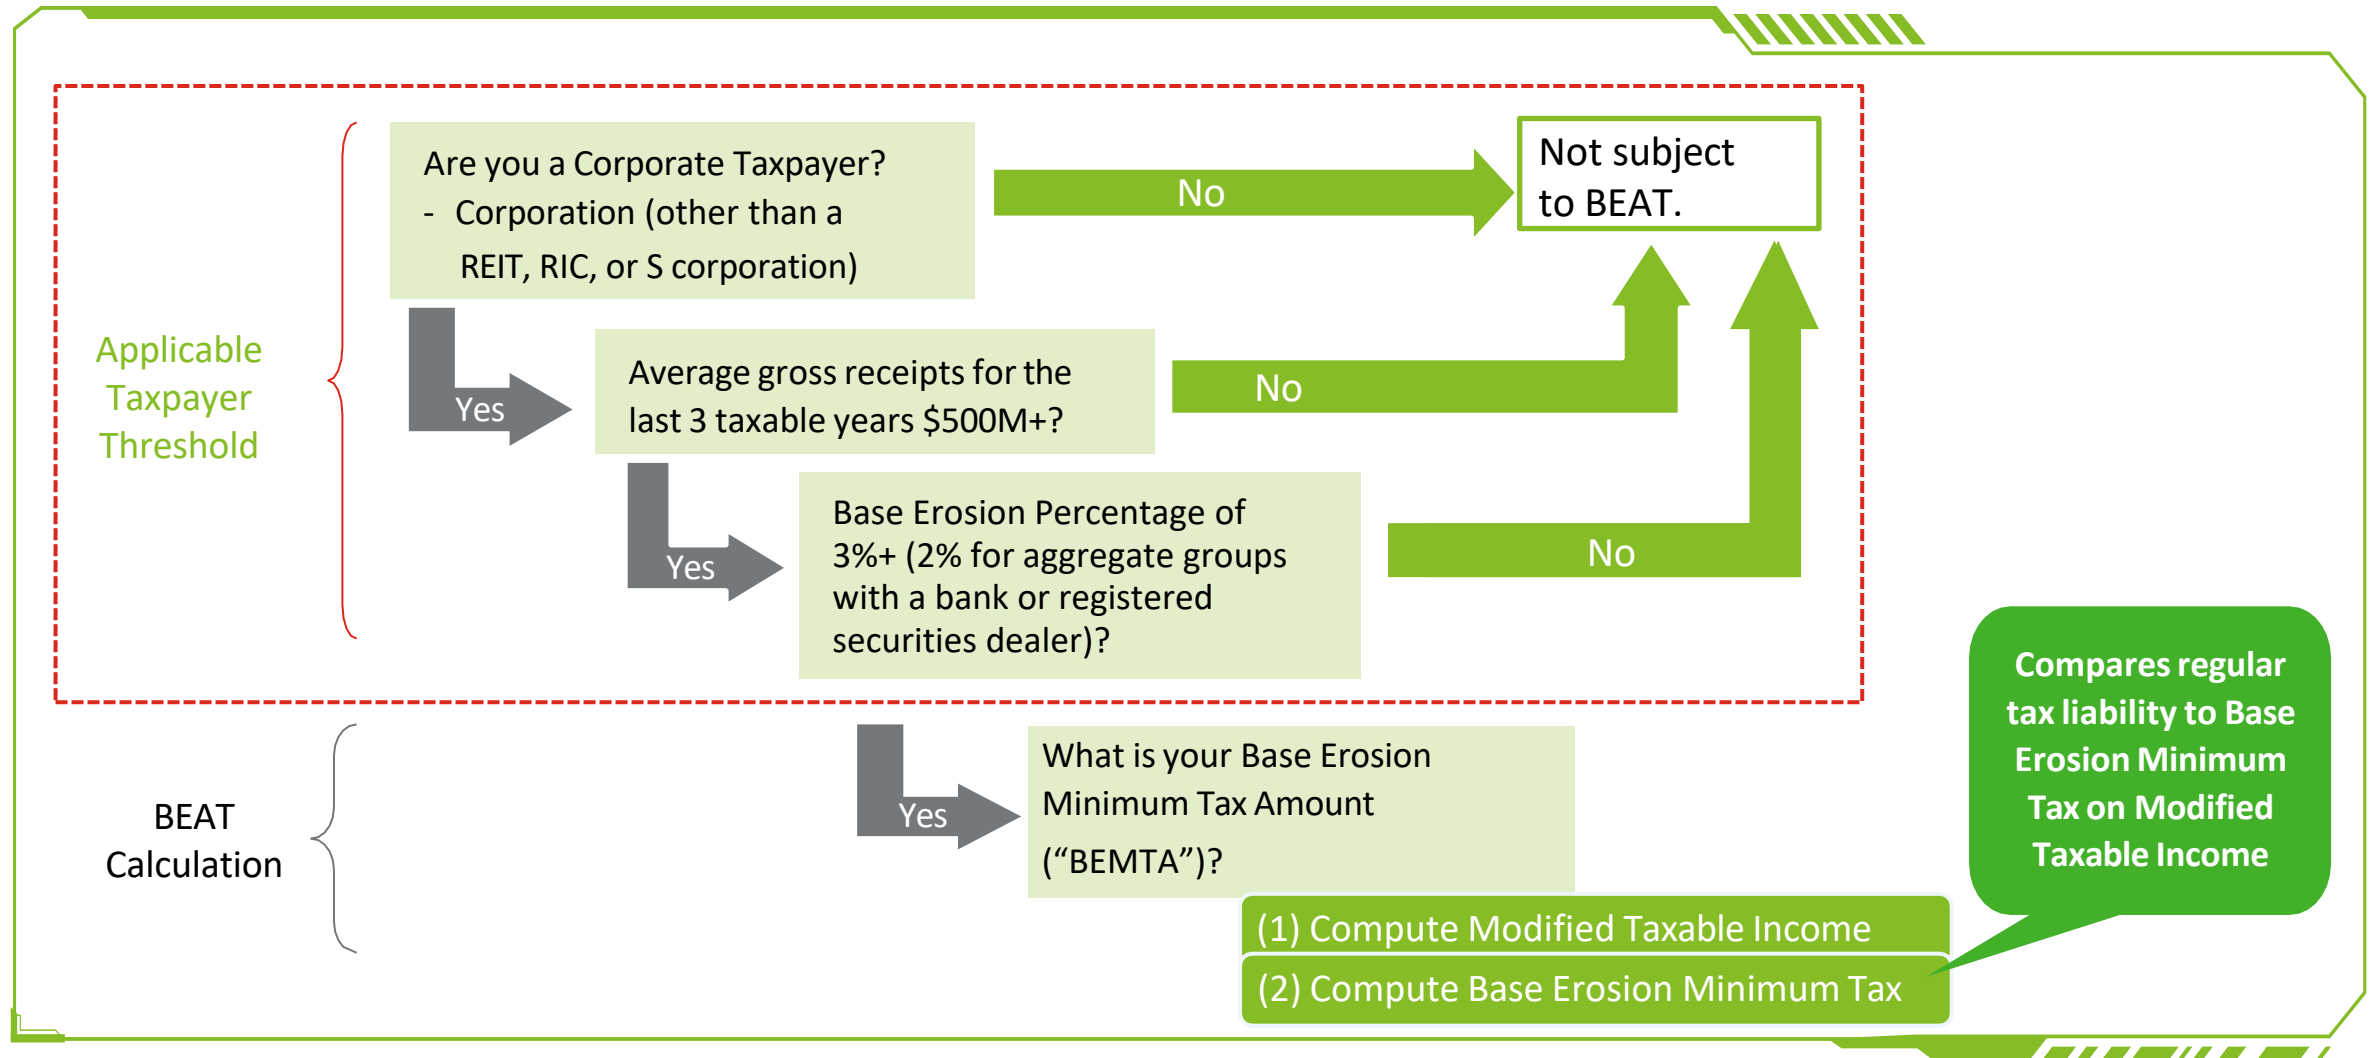 Are you a Corporate Taxpayer?
- Corporation (other than a
REIT, RIC, or S corporation)
No
Not subject
to BEAT.
Applicable
Taxpayer
Threshold
Yes
Average gross receipts for the
last 3 taxable years $500M+?
No
Yes
Base Erosion Percentage of
3%+ (2% for aggregate groups
with a bank or registered
securities dealer)?
No
BEAT
Calculation
Yes
What is your Base Erosion
Minimum Tax Amount
(“BEMTA”)?
(1) Compute Modified Taxable Income
(2) Compute Base Erosion Minimum Tax
Compares regular
tax liability to Base
Erosion Minimum
Tax on Modified
Taxable Income